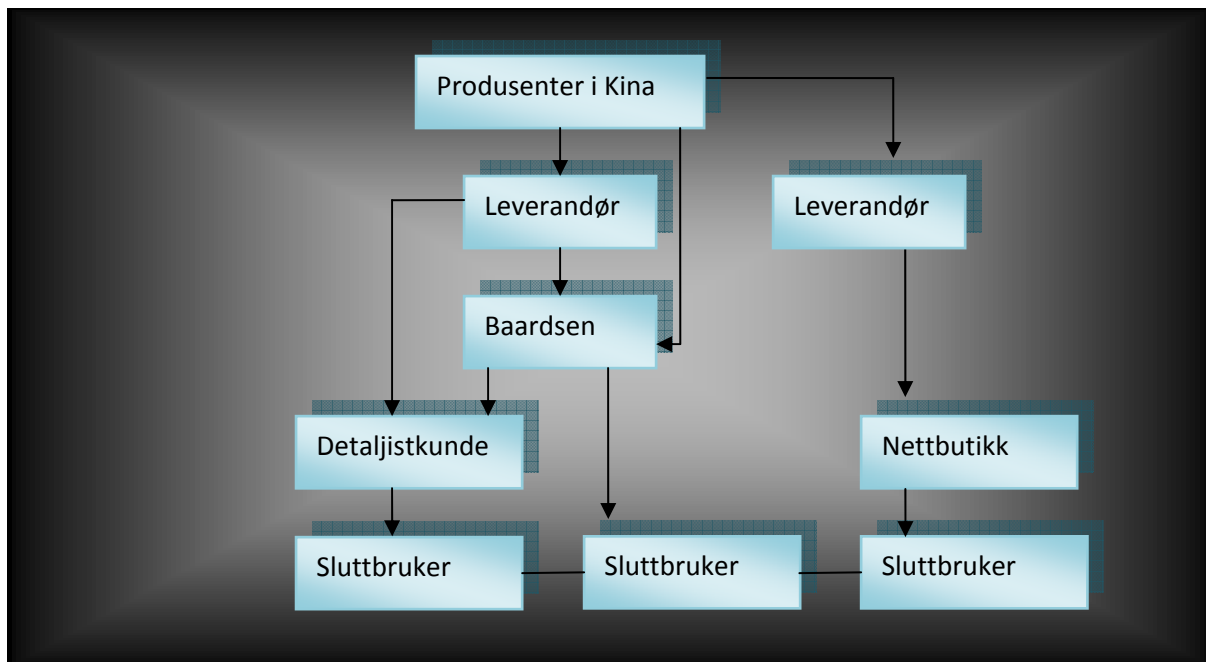 Produsenter i Kina
Leverandør
Leverandør
Baardsen
Detaljistkunde
Nettbutikk
Sluttbruker
Sluttbruker
Sluttbruker